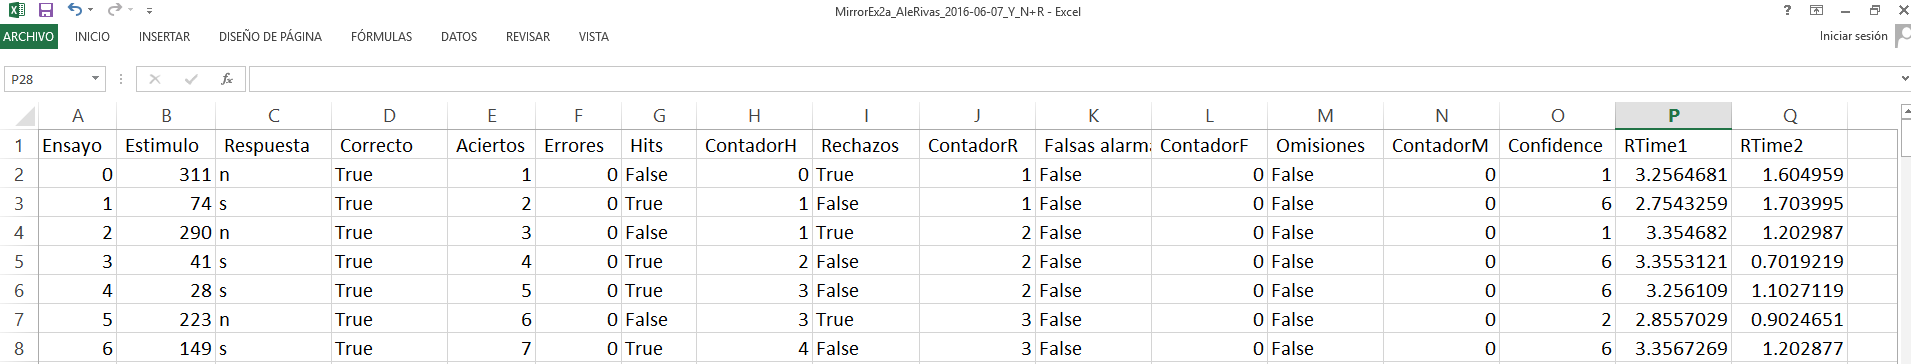 MirrorEx2a_AleRivas_2016-06-07_Y_N+R - Excel
ARCHIVO INICIO INSERTAR DISEÑO DE PÁGINA FÓRMULAS DATOS REVISAR VISTA Iniciar sesión
P28 fx
A B C D E F G H I J K L M N O P Q
1 Ensayo Estimulo Respuesta Correcto Aciertos Errores Hits ContadorH Rechazos ContadorR Falsas alarm ContadorF Omisiones ContadorM Confidence RTime1 RTime2
2 0 311 n True 1 0 False 0 True 1 False 0 False 0 1 3.2564681 1.604959
3 1 74 s True 2 0 True 1 False 1 False 0 False 0 6 2.7543259 1.703995
4 2 290 n True 3 0 False 1 True 2 False 0 False 0 1 3.354682 1.202987
5 3 41 s True 4 0 True 2 False 2 False 0 False 0 6 3.3553121 0.7019219
6 4 28 s True 5 0 True 3 False 2 False 0 False 0 6 3.256109 1.1027119
7 5 223 n True 6 0 False 3 True 3 False 0 False 0 2 2.8557029 0.9024651
8 6 149 s True 7 0 True 4 False 3 False 0 False 0 6 3.3567269 1.202877